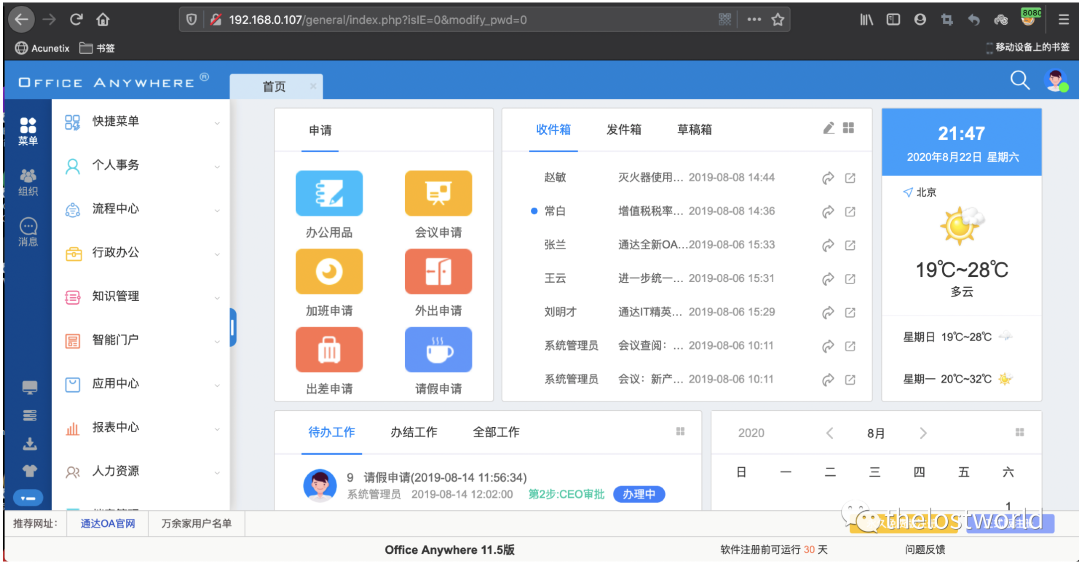 192.168.0.107/general/index.php?isIE=0&modify_pwd=0
8080
Acunetix 书签
移动设备上的书签
OFFICE ANYWHERE®
首页
菜单
组织
消息
快捷菜单
个人事务
流程中心
行政办公
知识管理
智能门户
应用中心
报表中心
人力资源
申请
办公用品 会议申请
加班申请 外出申请
出差申请 请假申请
收件箱 发件箱 草稿箱
赵敏 灭火器使用... 2019-08-08 14:44
常白 增值税税率... 2019-08-08 14:36
张兰 通达全新OA... 2019-08-06 15:33
王云 进一步统一... 2019-08-06 15:31
刘明才 通达IT精英... 2019-08-06 15:29
系统管理员 会议查阅：... 2019-08-06 10:11
系统管理员 会议：新产... 2019-08-06 10:11
21:47
2020年8月22日 星期六
北京
19℃~28℃
多云
星期日 19℃~28℃
星期一 20℃~32℃
待办工作 办结工作 全部工作
9 请假申请(2019-08-14 11:56:34)
系统管理员 2019-08-14 12:02:00 第2步:CEO审批 办理中
2020 8月
日 一 二 三 四 五 六
1
thelostworld
推荐网址： 通达OA官网 万余家用户名单
Office Anywhere 11.5版
软件注册前可运行 30 天
问题反馈